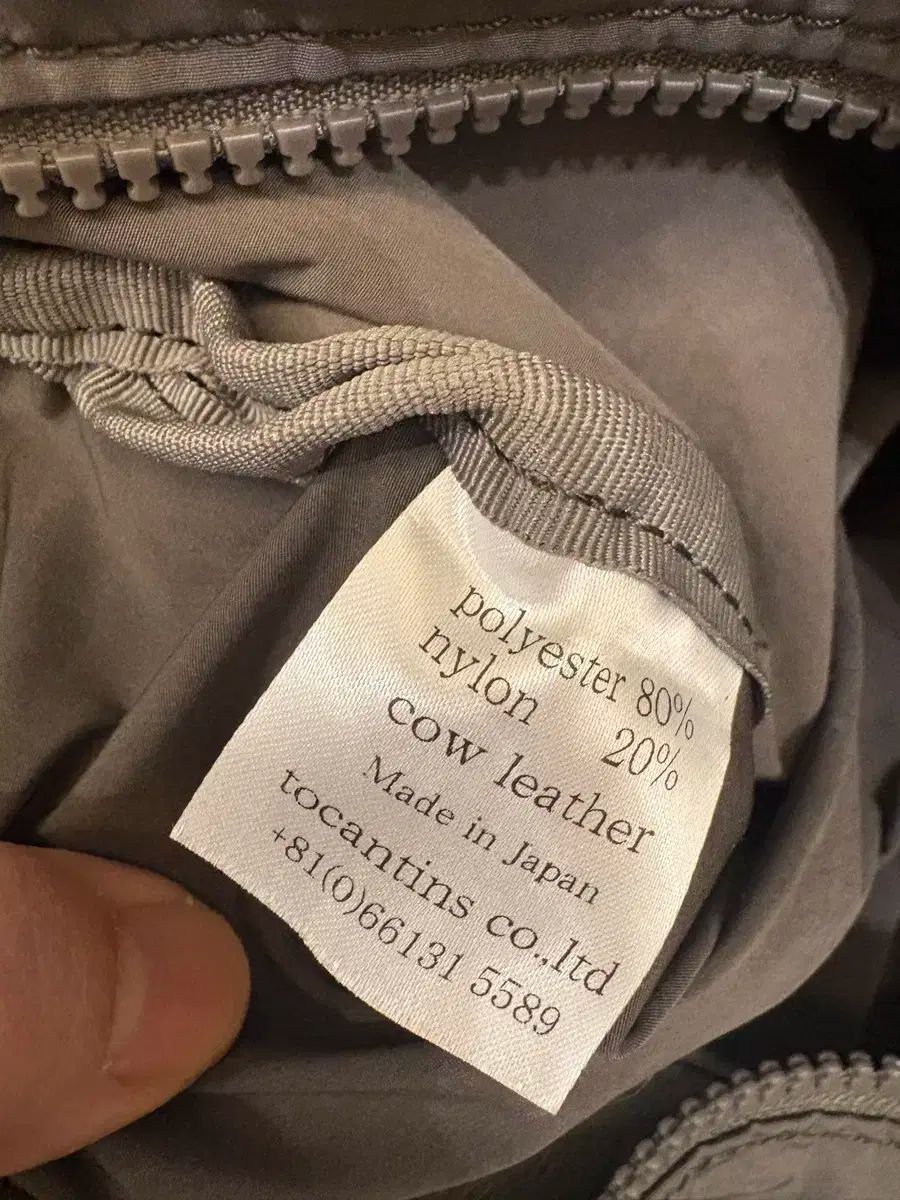 polyester 80%
nylon 20%
cow leather
Made in Japan
tocantins co.,ltd
+81(0)66131 5589